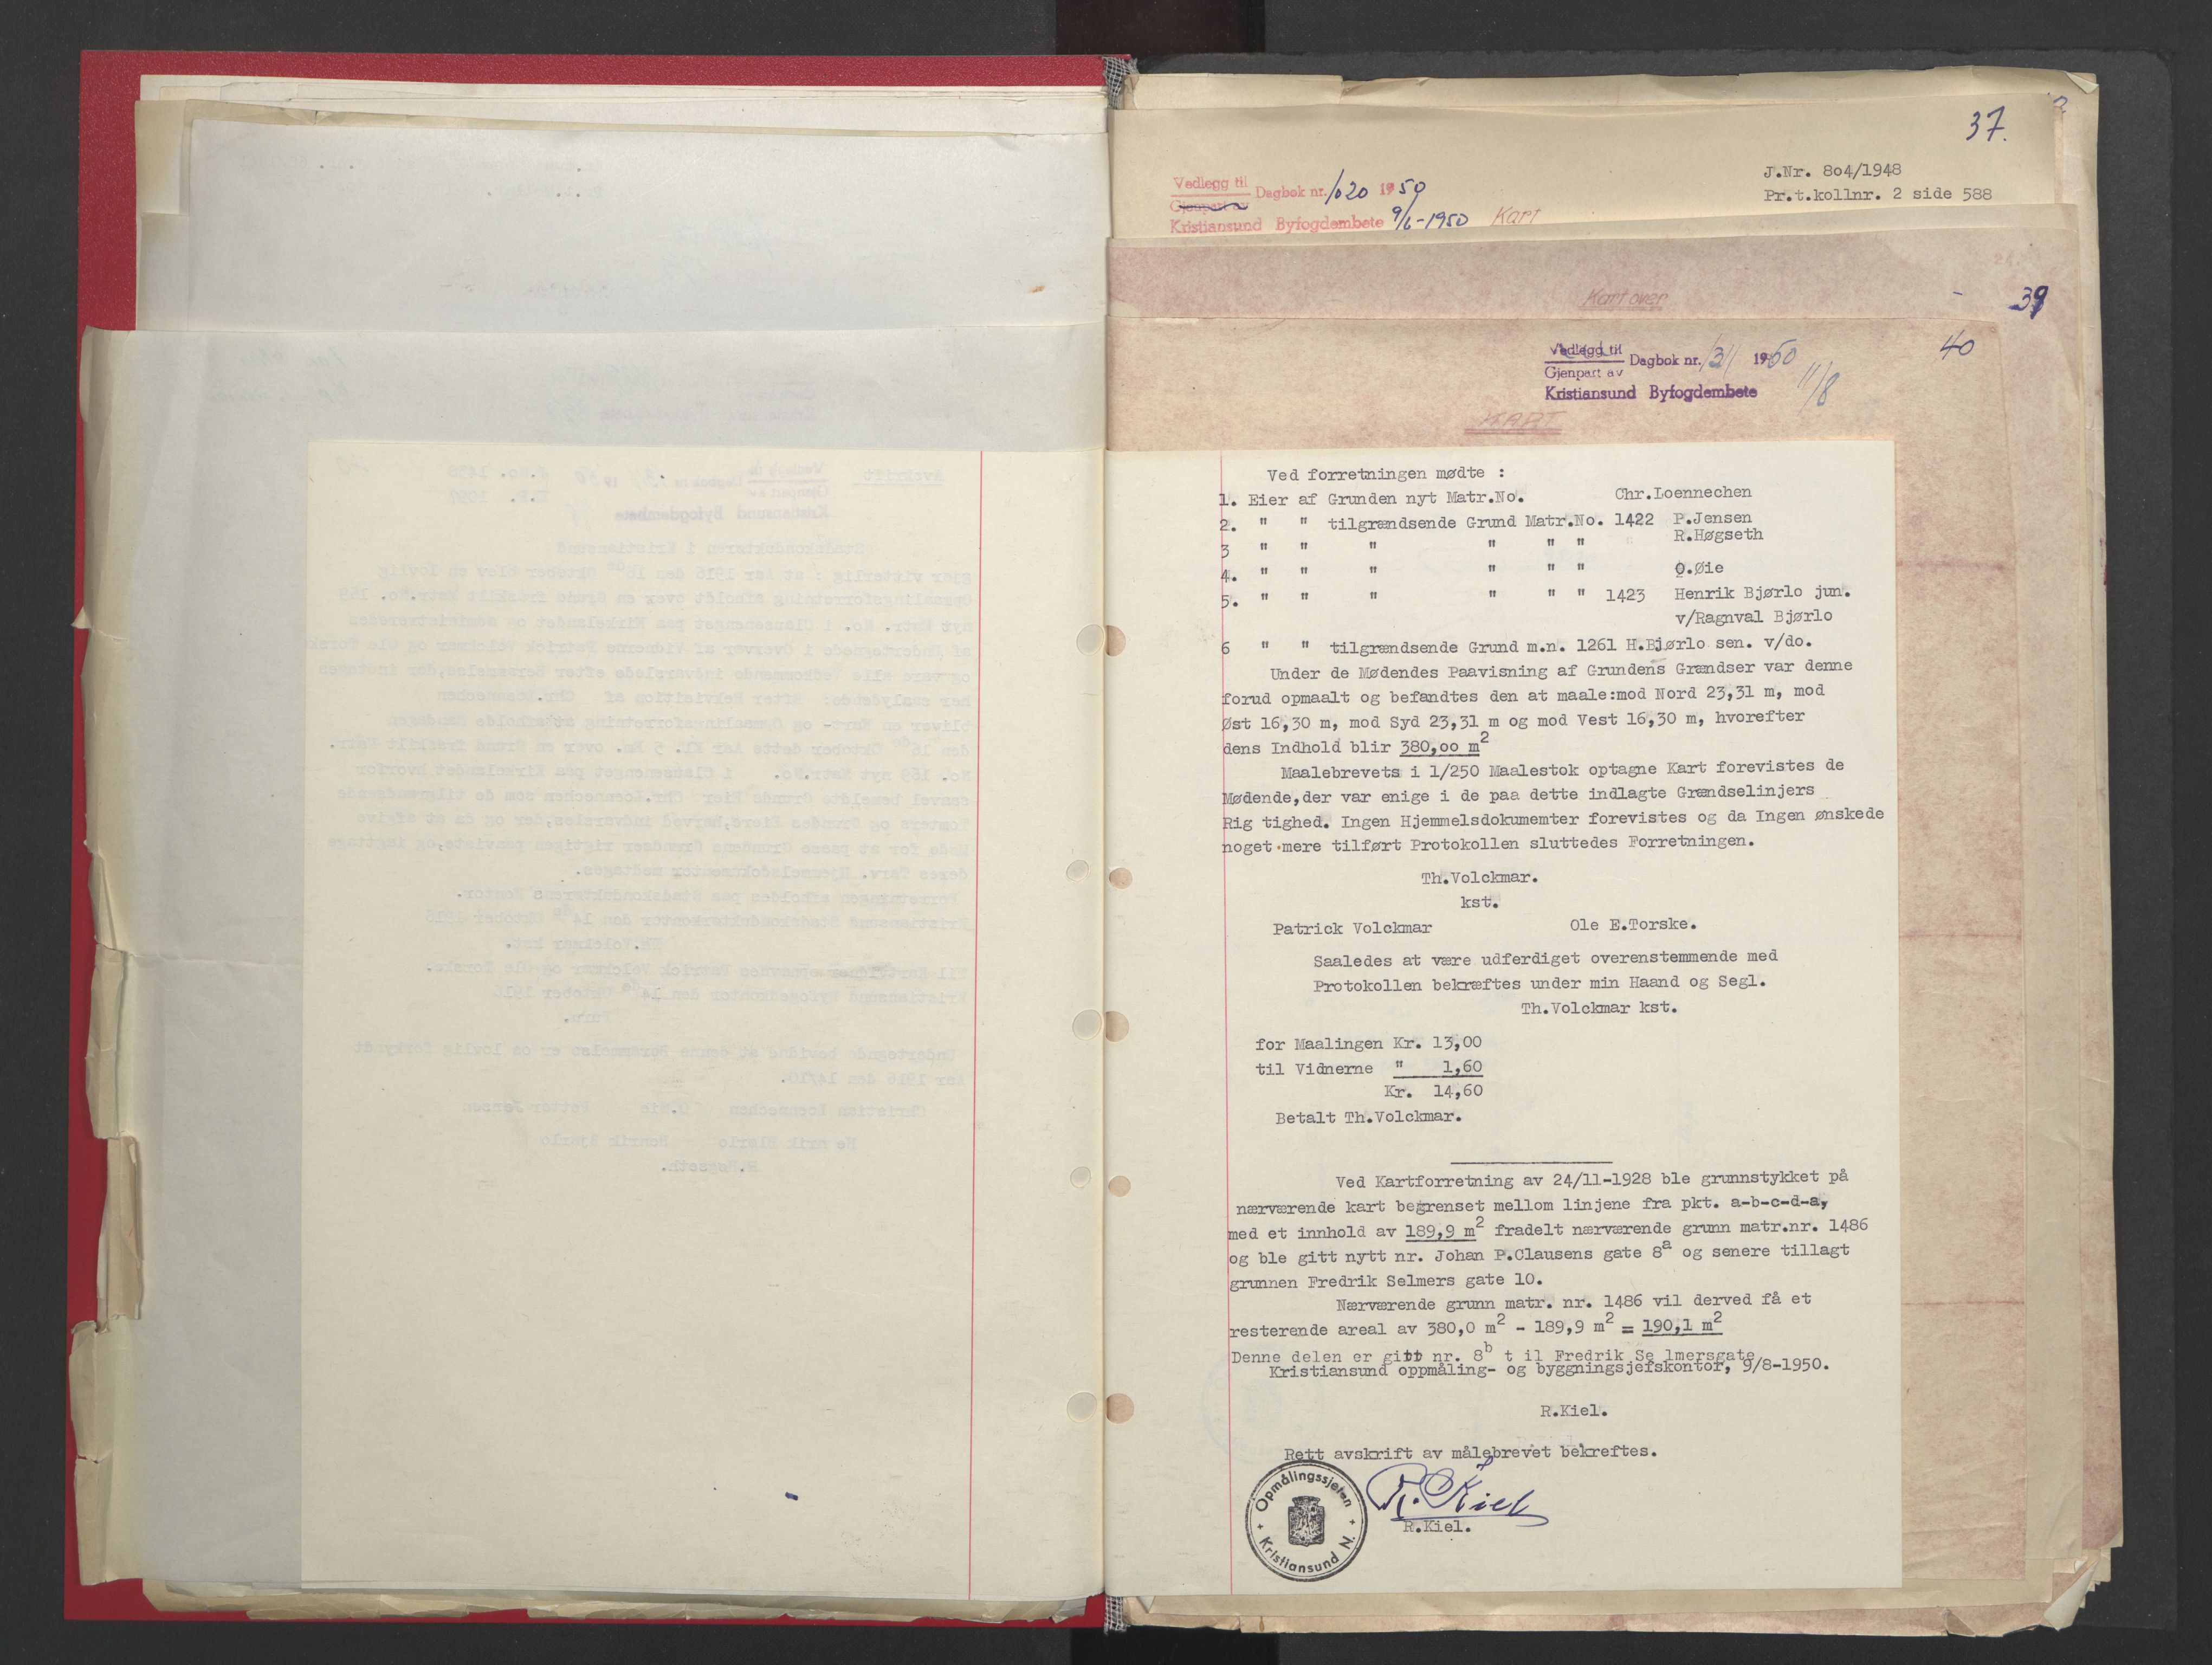 37.
J.Nr. 8o4/1948
Pr.t.kollnr. 2 side 588
Vedlegg til
Gjenpart av
Dagbok nr. 1020 1950
Kristiansund Byfogdembete 9/6-1950 Kart
Kart over
39
40
Vedlegg til
Gjenpart av
Dagbok nr. 131 1950
11/8
Kristiansund Byfogdembete
KART
Ved forretningen mødte :
1. Eier af Grunden nyt Matr.No. Chr.Loennechen
2. " " tilgrændsende Grund Matr.No. 1422 P.Jensen
3 " " " " " " " R.Høgseth
4. " " " " " " O.Øie
5. " " " " " " 1423 Henrik Bjørlo jun.
v/Ragnval Bjørlo
6 " " tilgrændsende Grund m.n. 1261 H.Bjørlo sen. v/do.
Under de Mødendes Paavisning af Grundens Grændser var denne
forud opmaalt og befandtes den at maale:mod Nord 23,31 m, mod
Øst 16,30 m, mod Syd 23,31 m og mod Vest 16,30 m, hvorefter
dens Indhold blir 380,oo m2
Maalebrevets i 1/250 Maalestok optagne Kart forevistes de
Mødende,der var enige i de paa dette indlagte Grændselinjers
Rig tighed. Ingen Hjemmelsdokumemter forevistes og da Ingen ønskede
noget mere tilført Protokollen sluttedes Forretningen.
Th.Volckmar.
kst.
Patrick Volckmar Ole E.Torske.
Saaledes at være udferdiget overenstemmende med
Protokollen bekræftes under min Haand og Segl.
Th.Volckmar kst.
for Maalingen Kr. 13,00
til Vidnerne " 1,60
Kr. 14,60
Betalt Th.Volckmar.
Ved Kartforretning av 24/11-1928 ble grunnstykket på
nærværende kart begrenset mellom linjene fra pkt. a-b-c-d-a,
med et innhold av 189,9 m2 fradelt nærværende grunn matr.nr. 1486
og ble gitt nytt nr. Johan P.Clausens gate 8a og senere tillagt
grunnen Fredrik Selmers gate 10.
Nærværende grunn matr. nr. 1486 vil derved få et
resterende areal av 380,0 m2 - 189,9 m2 = 190,1 m2
Denne delen er gitt nr. 8b t il Fredrik Se lmersgate
Kristiansund oppmåling- og byggningsjefskontor, 9/8-1950.
R.Kiel.
Rett avskrift av målebrevet bekreftes.
R. Kiel
R.Kiel.
Opmålingssjefen
Kristiansund N.